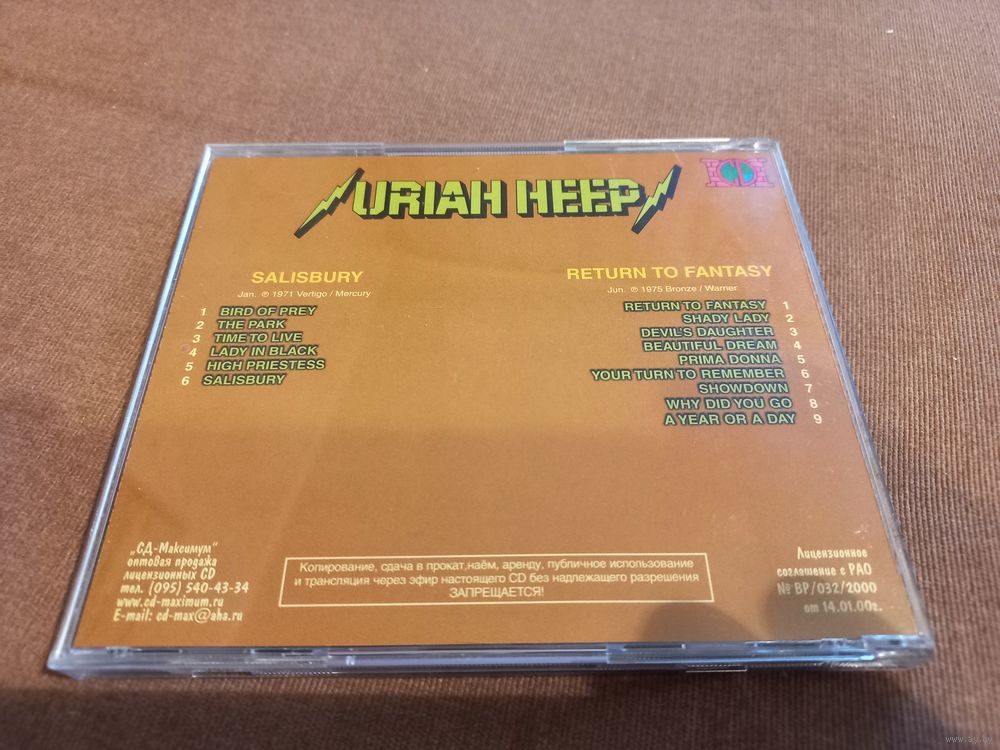 URIAH HEEP
CD
SALISBURY
Jan. ℗ 1971 Vertigo / Mercury
1 BIRD OF PREY
2 THE PARK
3 TIME TO LIVE
4 LADY IN BLACK
5 HIGH PRIESTESS
6 SALISBURY
RETURN TO FANTASY
Jun. ℗ 1975 Bronze / Warner
RETURN TO FANTASY 1
SHADY LADY 2
DEVIL'S DAUGHTER 3
BEAUTIFUL DREAM 4
PRIMA DONNA 5
YOUR TURN TO REMEMBER 6
SHOWDOWN 7
WHY DID YOU GO 8
A YEAR OR A DAY 9
„СД-Максимум"
оптовая продажа
лицензионных CD
тел. (095) 540-43-34
www.cd-maximum.ru
E-mail: cd-max@aha.ru
Копирование, сдача в прокат,наём, аренду, публичное использование
и трансляция через эфир настоящего CD без надлежащего разрешения
ЗАПРЕЩАЕТСЯ!
Лицензионное
соглашение с РАО
№ ВР/032/2000
от 14.01.00г.
www.ay.by